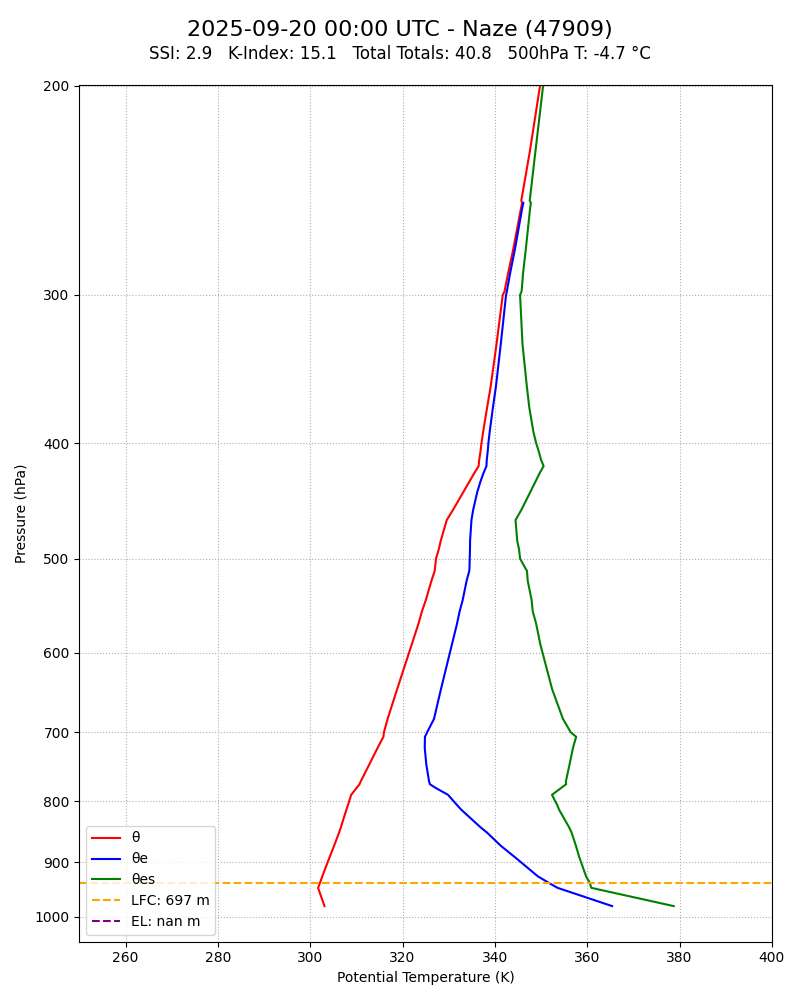 2025-09-20 00:00 UTC - Naze (47909)
SSI: 2.9   K-Index: 15.1   Total Totals: 40.8   500hPa T: -4.7 °C
200
300
400
500
600
700
800
900
1000
Pressure (hPa)
θ
θe
θes
LFC: 697 m
EL: nan m
260 280 300 320 340 360 380 400
Potential Temperature (K)